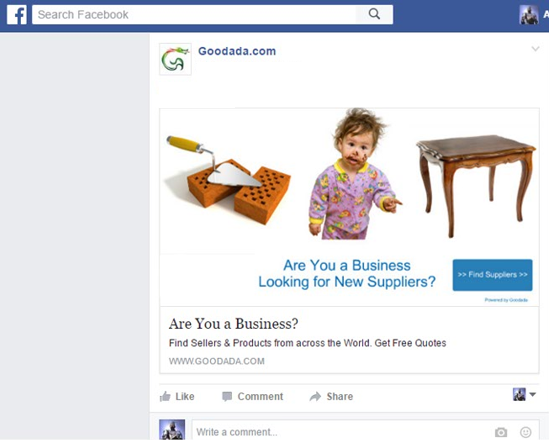 f
Search Facebook
A
Goodada.com
Are You a Business
Looking for New Suppliers?
>> Find Suppliers >>
Powered by Goodada
Are You a Business?
Find Sellers & Products from across the World. Get Free Quotes
WWW.GOODADA.COM
Like Comment Share
Write a comment...